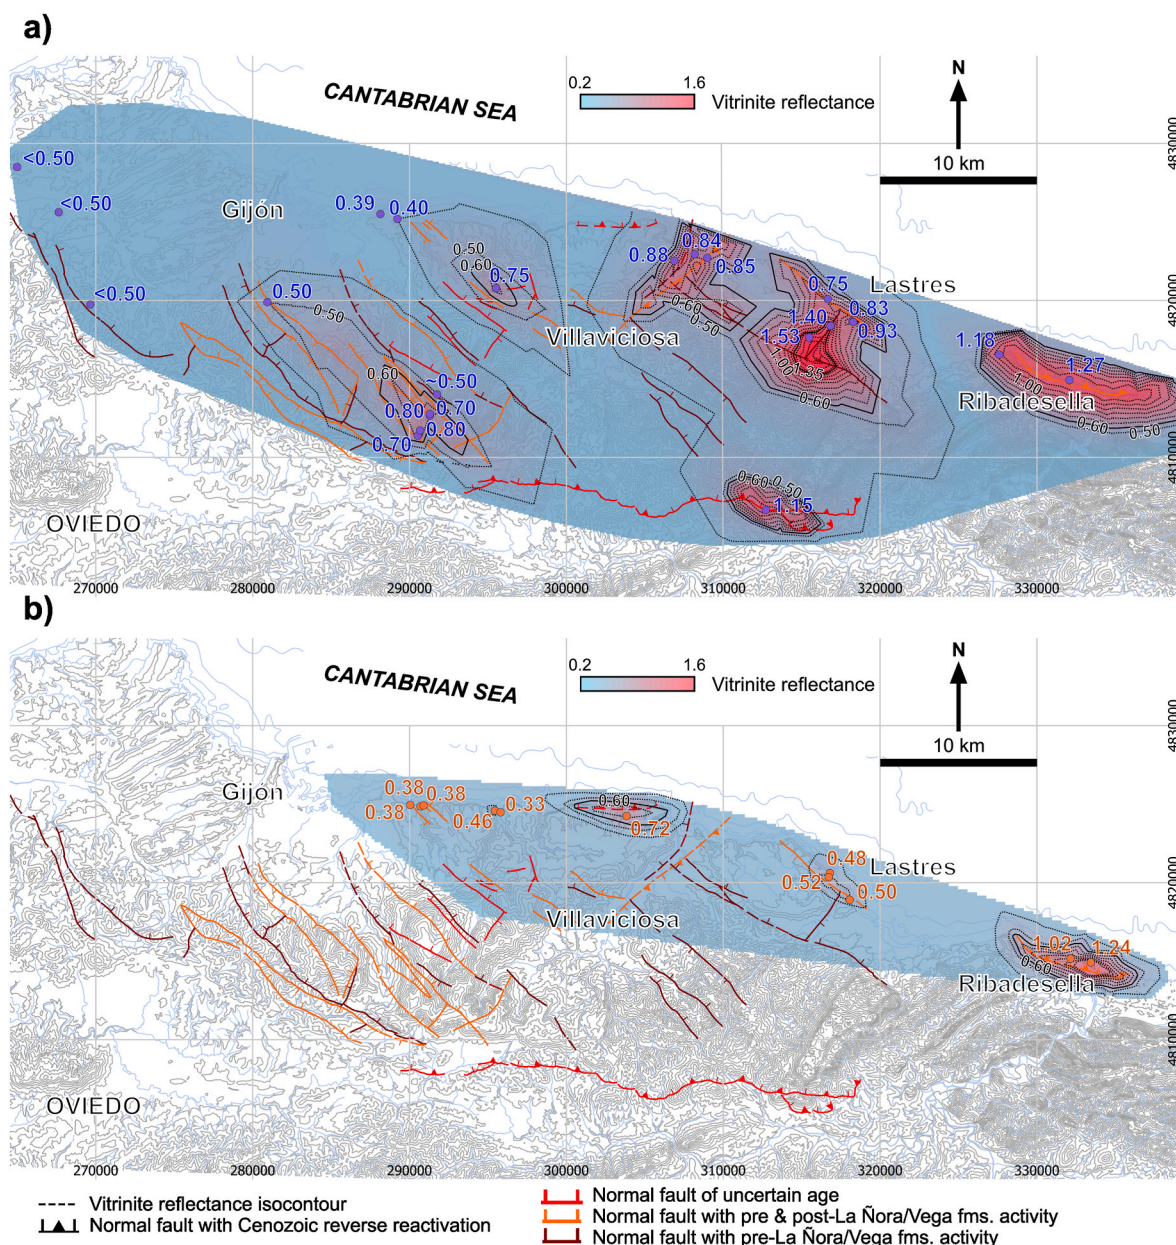 a)
CANTABRIAN SEA
0.2 1.6
Vitrinite reflectance
N
10 km
4830000
<0.50
<0.50
Gijón
0.39 0.40
0.50
0.60
0.75
0.88
0.84
0.85
0.60
0.50
Lastres
0.75
0.83
0.93
1.40
1.53
1.00
1.35
0.60
4820000
<0.50
0.50
0.50
Villaviciosa
1.18
1.27
1.00
Ribadesella
0.60
0.50
0.60
~0.50
0.80
0.70
0.80
0.70
4810000
0.60
0.50
1.15
OVIEDO
270000 280000 290000 300000 310000 320000 330000
b)
CANTABRIAN SEA
0.2 1.6
Vitrinite reflectance
N
10 km
4830000
Gijón
0.38
0.38
0.38
0.46
0.33
0.60
0.72
0.48
Lastres
0.52
0.50
4820000
Villaviciosa
1.02
1.24
0.60
Ribadesella
4810000
OVIEDO
270000 280000 290000 300000 310000 320000 330000
Vitrinite reflectance isocontour
Normal fault with Cenozoic reverse reactivation
Normal fault of uncertain age
Normal fault with pre & post-La Ñora/Vega fms. activity
Normal fault with pre-La Ñora/Vega fms. activity